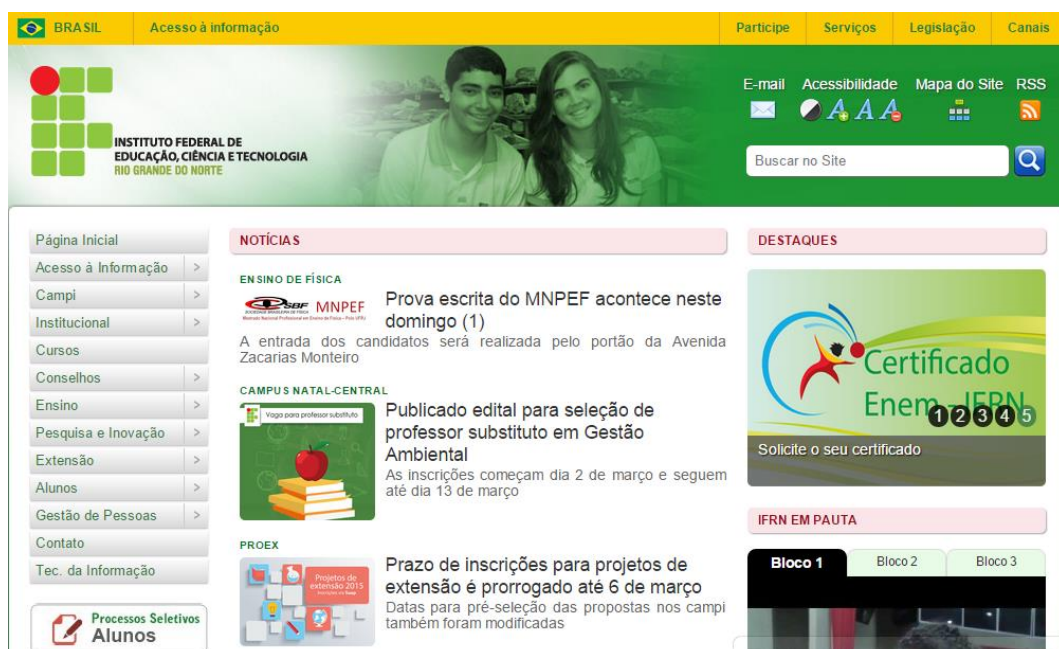 BRASIL Acesso à informação Participe Serviços Legislação Canais
E-mail Acessibilidade Mapa do Site RSS
A A A
INSTITUTO FEDERAL DE
EDUCAÇÃO, CIÊNCIA E TECNOLOGIA
RIO GRANDE DO NORTE
Buscar no Site
Página Inicial
Acesso à Informação >
Campi >
Institucional >
Cursos
Conselhos >
Ensino >
Pesquisa e Inovação >
Extensão >
Alunos >
Gestão de Pessoas >
Contato
Tec. da Informação
Processos Seletivos
Alunos
NOTÍCIAS
ENSINO DE FÍSICA
SBF MNPEF
Prova escrita do MNPEF acontece neste
domingo (1)
A entrada dos candidatos será realizada pelo portão da Avenida
Zacarias Monteiro
CAMPUS NATAL-CENTRAL
Vaga para professor substituto
Publicado edital para seleção de
professor substituto em Gestão
Ambiental
As inscrições começam dia 2 de março e seguem
até dia 13 de março
PROEX
Projetos de
extensão 2015
Prazo de inscrições para projetos de
extensão é prorrogado até 6 de março
Datas para pré-seleção das propostas nos campi
também foram modificadas
DESTAQUES
Certificado
Enem - IFRN
1 2 3 4 5
Solicite o seu certificado
IFRN EM PAUTA
Bloco 1 Bloco 2 Bloco 3